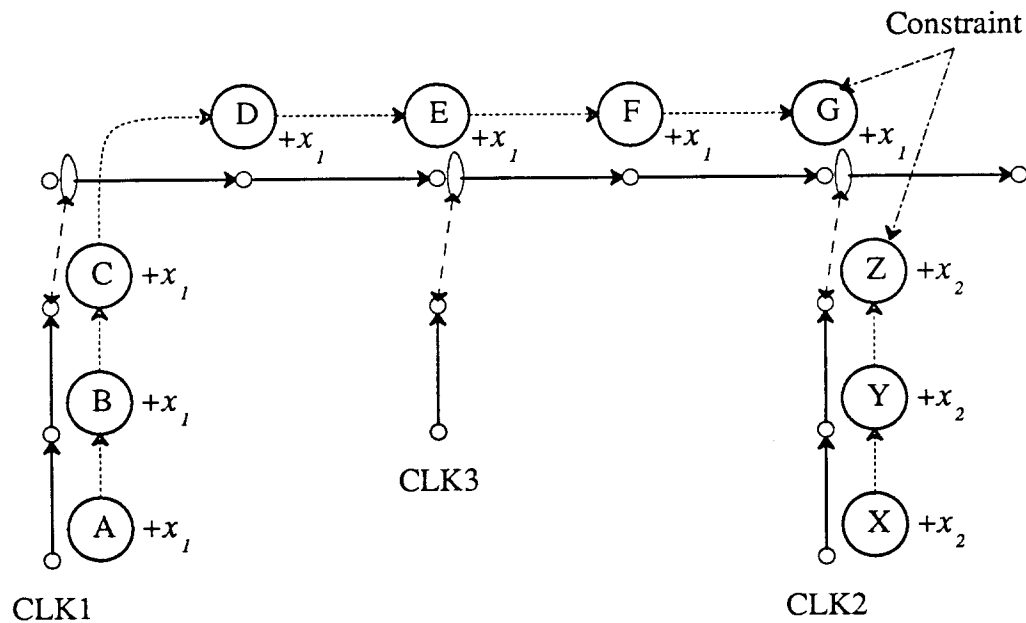 Constraint
D
E
F
G
+x₁
+x₁
+x₁
+x₁
C
+x₁
Z
+x₂
B
+x₁
Y
+x₂
CLK3
A
+x₁
X
+x₂
CLK1
CLK2